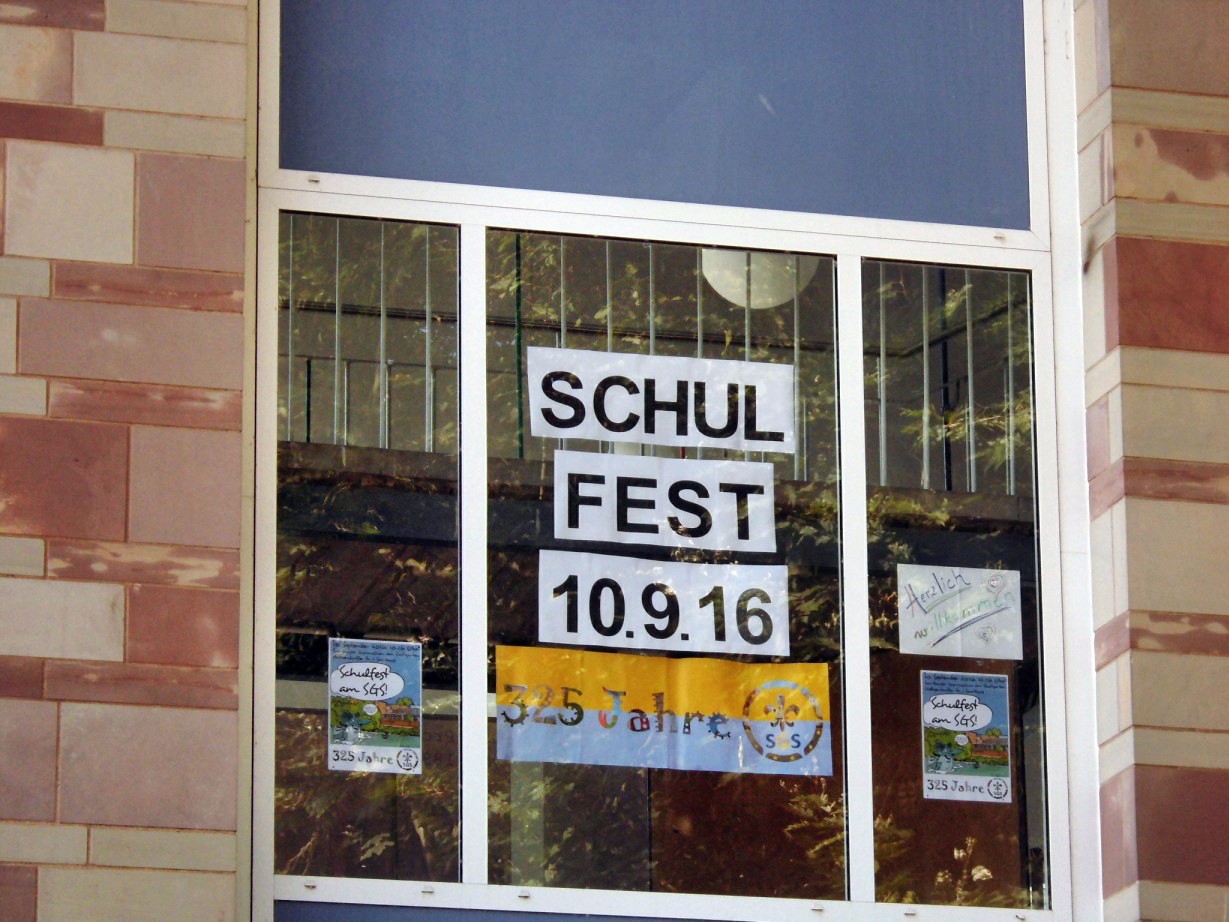 SCHUL
FEST
10.9.16
325 Jahre
SGS
Herzlich
willkommen
Schulfest
am SGS!
325 Jahre
Schulfest
am SGS!
325 Jahre